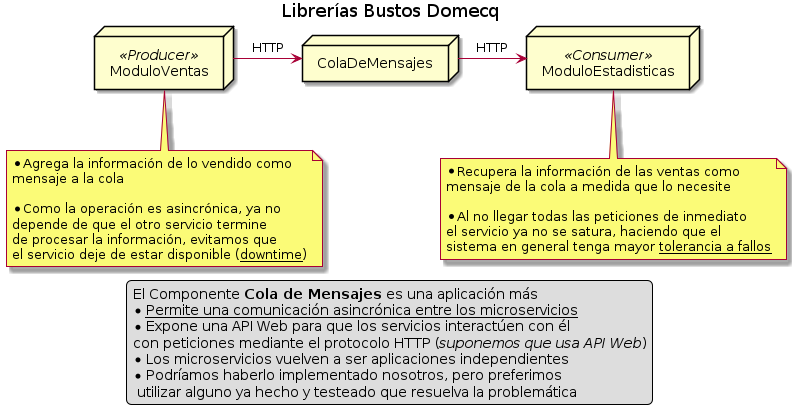 Librerías Bustos Domecq
«Producer»
ModuloVentas
HTTP
ColaDeMensajes
HTTP
«Consumer»
ModuloEstadisticas
•Agrega la información de lo vendido como
mensaje a la cola
•Como la operación es asincrónica, ya no
depende de que el otro servicio termine
de procesar la información, evitamos que
el servicio deje de estar disponible (downtime)
•Recupera la información de las ventas como
mensaje de la cola a medida que lo necesite
•Al no llegar todas las peticiones de inmediato
el servicio ya no se satura, haciendo que el
sistema en general tenga mayor tolerancia a fallos
El Componente Cola de Mensajes es una aplicación más
• Permite una comunicación asincrónica entre los microservicios
• Expone una API Web para que los servicios interactúen con él
con peticiones mediante el protocolo HTTP (suponemos que usa API Web)
• Los microservicios vuelven a ser aplicaciones independientes
• Podríamos haberlo implementado nosotros, pero preferimos
utilizar alguno ya hecho y testeado que resuelva la problemática